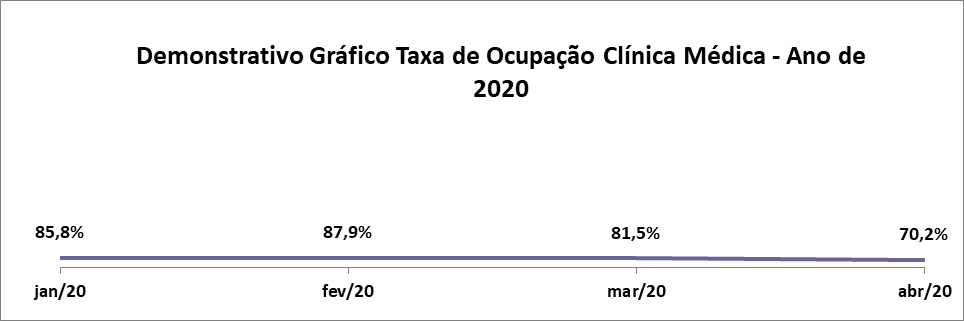 Demonstrativo Gráfico Taxa de Ocupação Clínica Médica - Ano de
2020
85,8% 87,9% 81,5% 70,2%
jan/20 fev/20 mar/20 abr/20